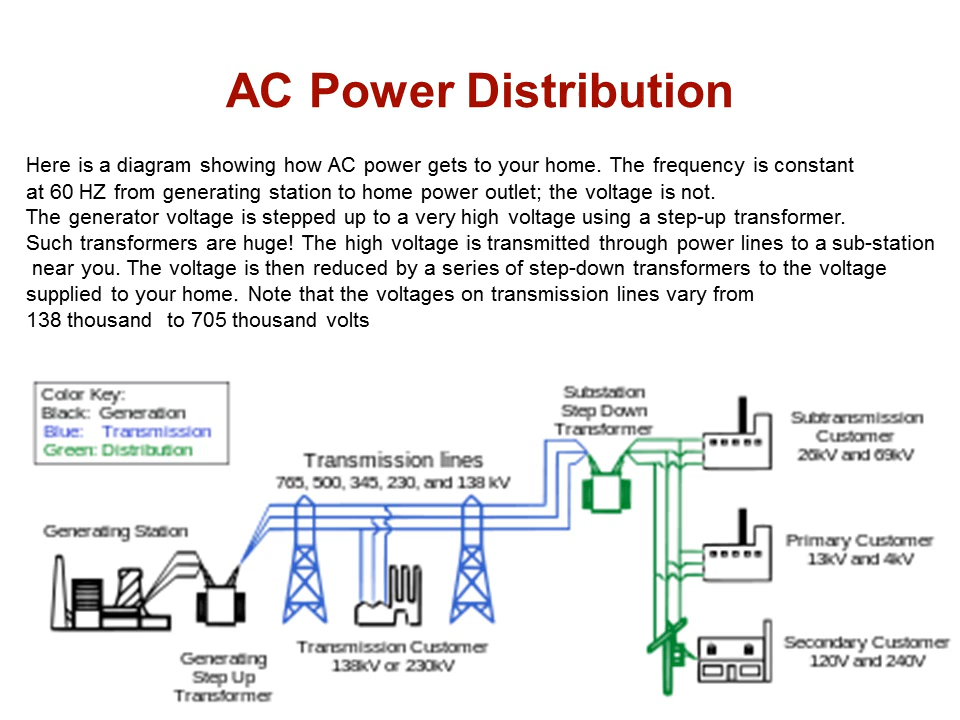 AC Power Distribution
Here is a diagram showing how AC power gets to your home. The frequency is constant
at 60 HZ from generating station to home power outlet; the voltage is not.
The generator voltage is stepped up to a very high voltage using a step-up transformer.
Such transformers are huge! The high voltage is transmitted through power lines to a sub-station
near you. The voltage is then reduced by a series of step-down transformers to the voltage
supplied to your home. Note that the voltages on transmission lines vary from
138 thousand to 705 thousand volts
Color Key:
Black: Generation
Blue: Transmission
Green: Distribution
Substation
Step Down
Transformer
Subtransmission
Customer
26kV and 69kV
Transmission lines
765, 500, 345, 230, and 138 kV
Generating Station
Primary Customer
13kV and 4kV
Transmission Customer
138kV or 230kV
Generating
Step Up
Transformer
Secondary Customer
120V and 240V